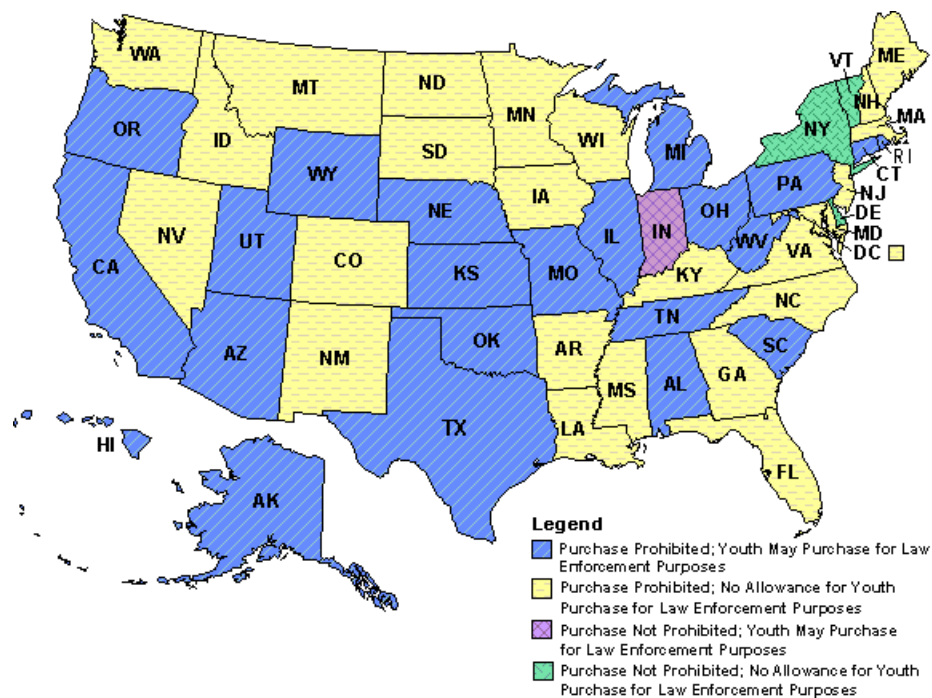 WA
MT
ND
MN
VT
ME
NH
MA
OR
ID
SD
WI
NY
MI
RI
CT
WY
IA
PA
NJ
NE
OH
DE
NV
UT
IL
IN
WV
MD
VA
DC
CA
CO
KS
MO
KY
NC
TN
AZ
NM
OK
AR
SC
MS
AL
GA
TX
LA
HI
FL
AK
Legend
Purchase Prohibited; Youth May Purchase for Law
Enforcement Purposes
Purchase Prohibited; No Allowance for Youth
Purchase for Law Enforcement Purposes
Purchase Not Prohibited; Youth May Purchase
for Law Enforcement Purposes
Purchase Not Prohibited; No Allowance for Youth
Purchase for Law Enforcement Purposes